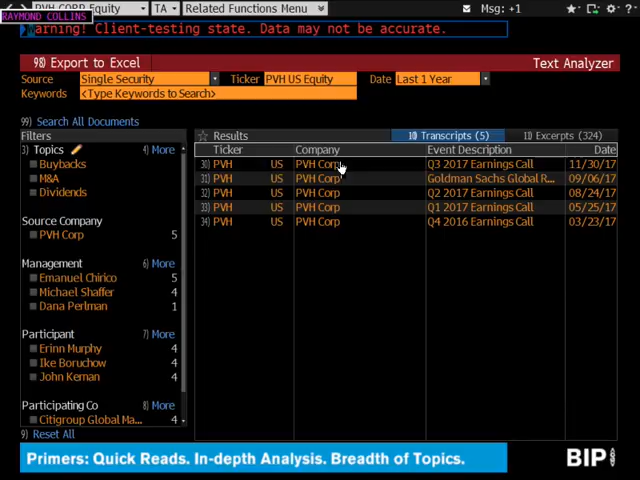 PVH CORP Equity TA Related Functions Menu Msg: +1
RAYMOND COLLINS
Warning! Client-testing state. Data may not be accurate.
98) Export to Excel Text Analyzer
Source Single Security Ticker PVH US Equity Date Last 1 Year
Keywords <Type Keywords to Search>
99) Search All Documents
Filters Results 10) Transcripts (5) 11) Excerpts (324)
3) Topics 4) More Ticker Company Event Description Date
Buybacks 30) PVH US PVH Corp Q3 2017 Earnings Call 11/30/17
M&A 31) PVH US PVH Corp Goldman Sachs Global R... 09/06/17
Dividends 32) PVH US PVH Corp Q2 2017 Earnings Call 08/24/17
33) PVH US PVH Corp Q1 2017 Earnings Call 05/25/17
Source Company 34) PVH US PVH Corp Q4 2016 Earnings Call 03/23/17
PVH Corp 5
Management 6) More
Emanuel Chirico 5
Michael Shaffer 4
Dana Perlman 1
Participant 7) More
Erinn Murphy 4
Ike Boruchow 4
John Kernan 4
Participating Co 8) More
Citigroup Global Ma... 4
9) Reset All
Primers: Quick Reads. In-depth Analysis. Breadth of Topics. BIP